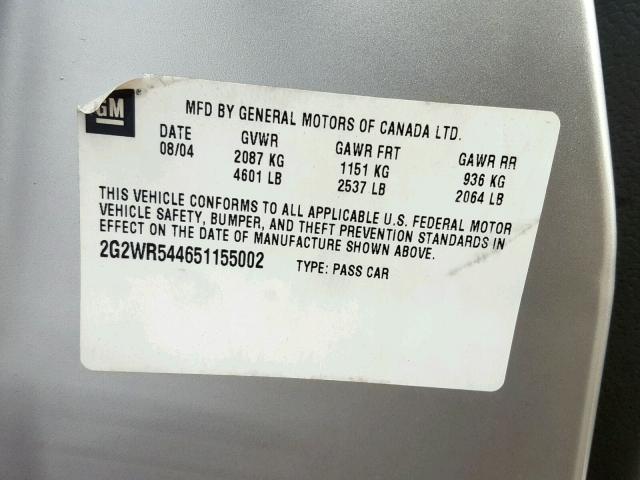 GM
MFD BY GENERAL MOTORS OF CANADA LTD.
DATE GVWR GAWR FRT GAWR RR
08/04 2087 KG 1151 KG 936 KG
4601 LB 2537 LB 2064 LB
THIS VEHICLE CONFORMS TO ALL APPLICABLE U.S. FEDERAL MOTOR
VEHICLE SAFETY, BUMPER, AND THEFT PREVENTION STANDARDS IN
EFFECT ON THE DATE OF MANUFACTURE SHOWN ABOVE.
2G2WR544651155002 TYPE: PASS CAR